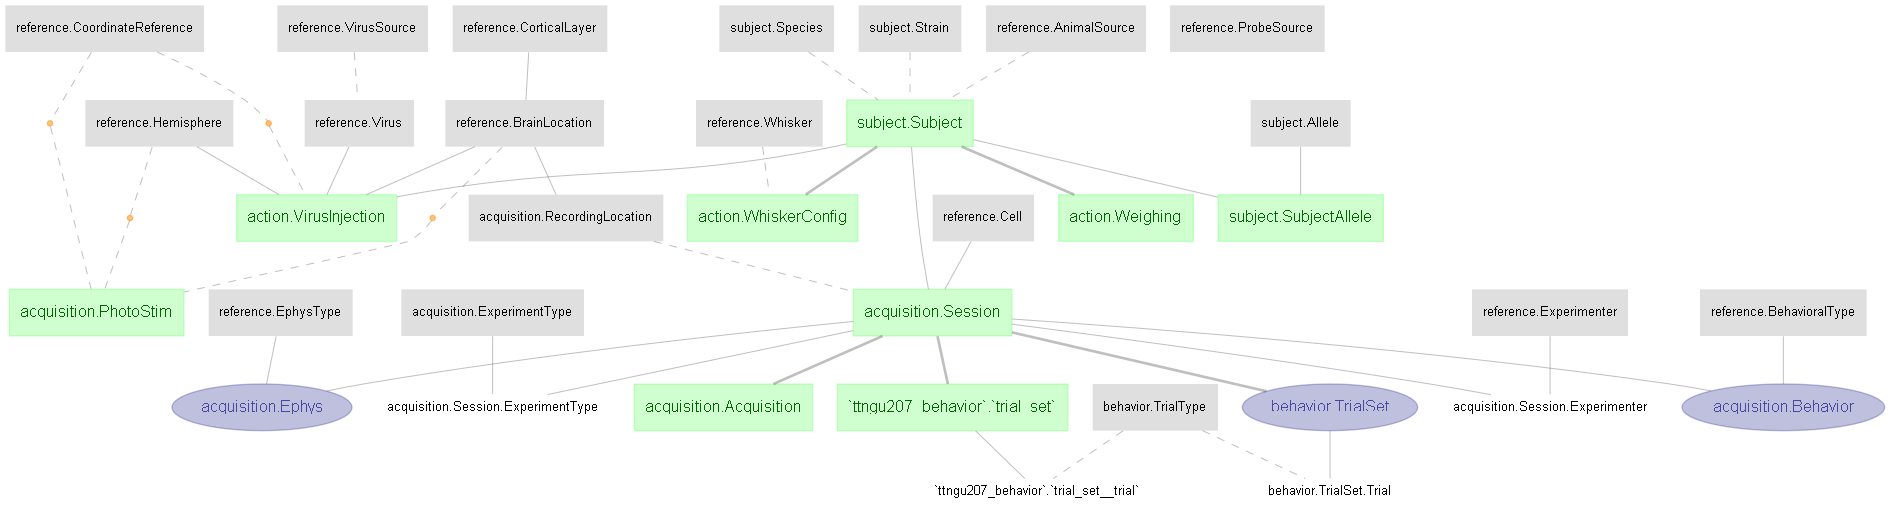 reference.CoordinateReference
reference.VirusSource
reference.CorticalLayer
subject.Species
subject.Strain
reference.AnimalSource
reference.ProbeSource
reference.Hemisphere
reference.Virus
reference.BrainLocation
reference.Whisker
subject.Subject
subject.Allele
action.VirusInjection
acquisition.RecordingLocation
action.WhiskerConfig
reference.Cell
action.Weighing
subject.SubjectAllele
acquisition.PhotoStim
reference.EphysType
acquisition.ExperimentType
acquisition.Session
reference.Experimenter
reference.BehavioralType
acquisition.Ephys
acquisition.Session.ExperimentType
acquisition.Acquisition
`ttngu207_behavior`.`trial_set`
behavior.TrialType
behavior.TrialSet
acquisition.Session.Experimenter
acquisition.Behavior
`ttngu207_behavior`.`trial_set__trial`
behavior.TrialSet.Trial